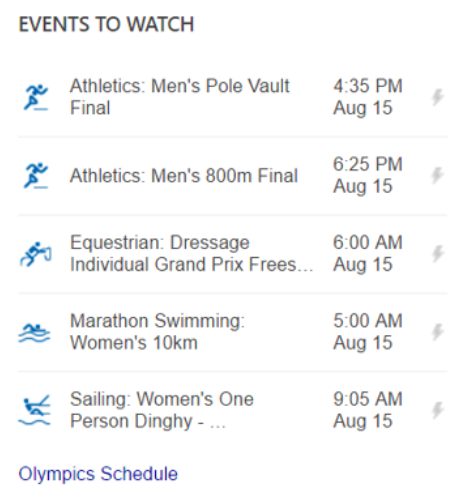 EVENTS TO WATCH
Athletics: Men's Pole Vault
Final
4:35 PM
Aug 15
Athletics: Men's 800m Final
6:25 PM
Aug 15
Equestrian: Dressage
Individual Grand Prix Frees...
6:00 AM
Aug 15
Marathon Swimming:
Women's 10km
5:00 AM
Aug 15
Sailing: Women's One
Person Dinghy - ...
9:05 AM
Aug 15
Olympics Schedule